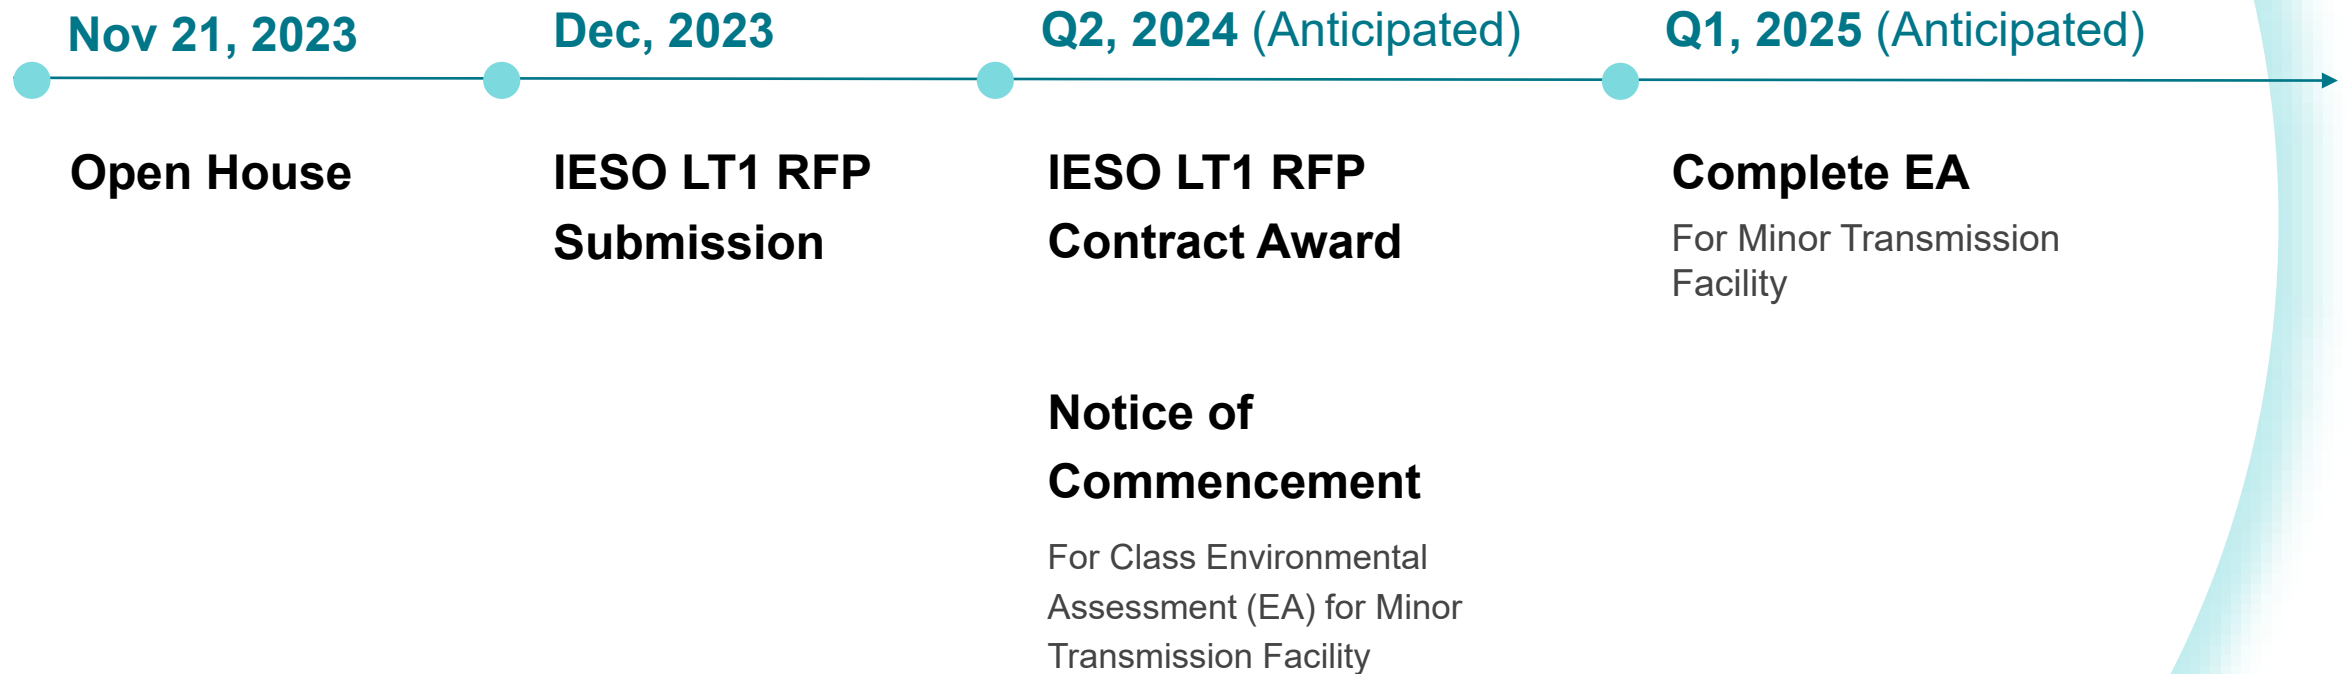 Nov 21, 2023
Open House
Dec, 2023
IESO LT1 RFP
Submission
Q2, 2024 (Anticipated)
IESO LT1 RFP
Contract Award
Notice of
Commencement
For Class Environmental
Assessment (EA) for Minor
Transmission Facility
Q1, 2025 (Anticipated)
Complete EA
For Minor Transmission
Facility